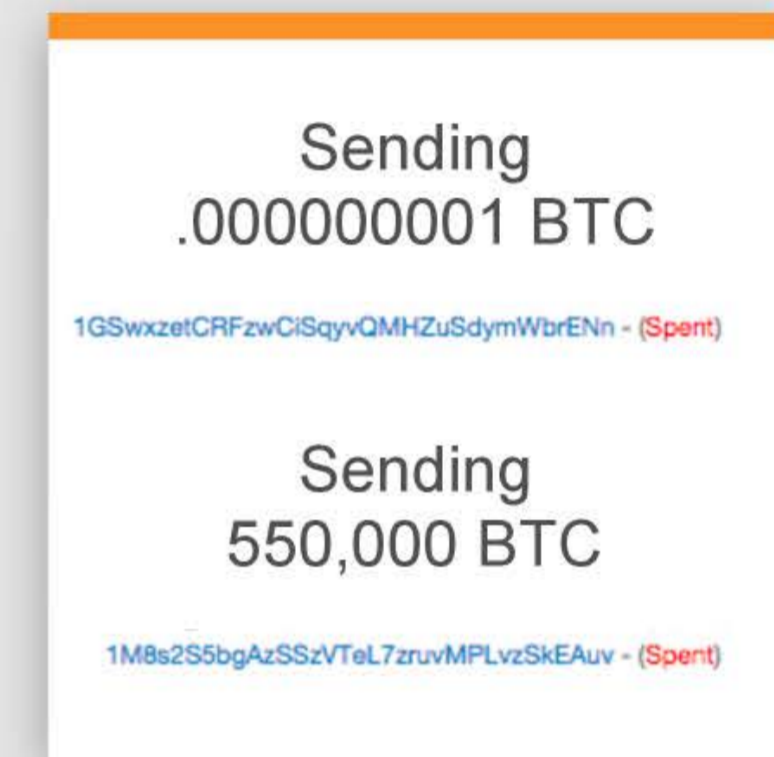 Sending
.000000001 BTC
1GSwxzetCRFzwCiSqyvQMHZuSdymWbrENn - (Spent)
Sending
550,000 BTC
1M8s2S5bgAzSSzVTeL7zruvMPLvzSkEAuv - (Spent)